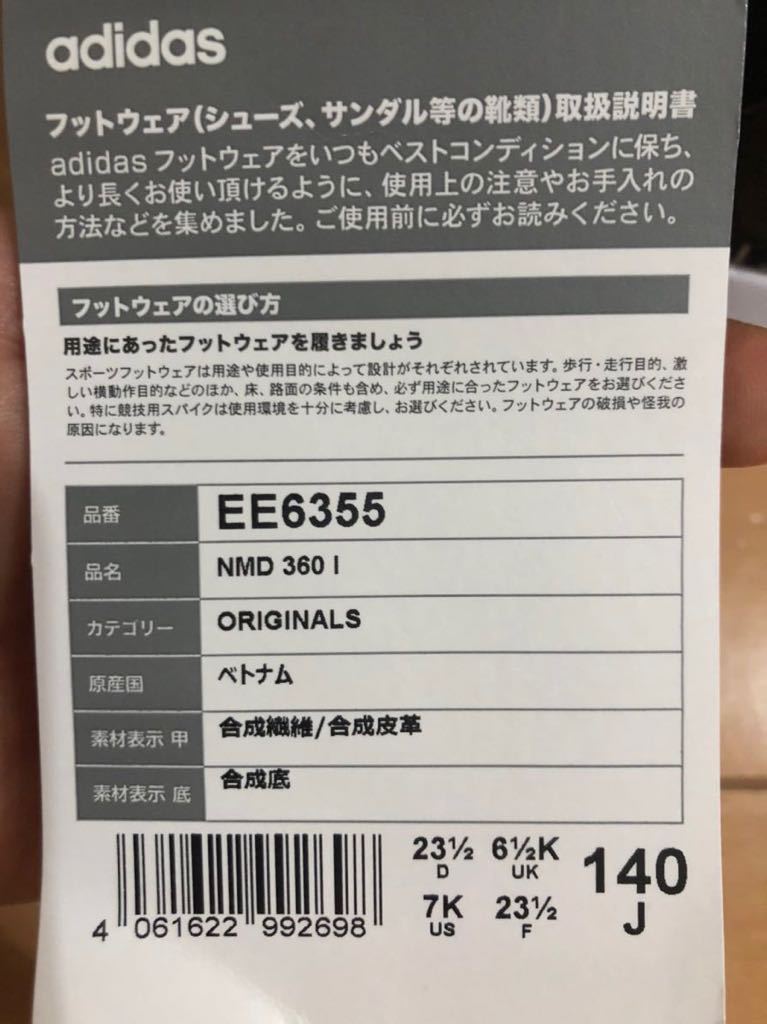 adidas
フットウェア(シューズ、サンダル等の靴類)取扱説明書
adidas フットウェアをいつもベストコンディションに保ち、
より長くお使い頂けるように、使用上の注意やお手入れの
方法などを集めました。ご使用前に必ずお読みください。
フットウェアの選び方
用途にあったフットウェアを履きましょう
スポーツフットウェアは用途や使用目的によって設計がそれぞれされています。歩行・走行目的、激
しい横動作目的などのほか、床、路面の条件も含め、必ず用途に合ったフットウェアをお選びくださ
い。特に競技用スパイクは使用環境を十分に考慮し、お選びください。フットウェアの破損や怪我の
原因になります。
品番 EE6355
品名 NMD 360 I
カテゴリー ORIGINALS
原産国 ベトナム
素材表示 甲 合成繊維/合成皮革
素材表示 底 合成底
23½ 6½K 140
D UK J
7K 23½
US F
4 061622 992698